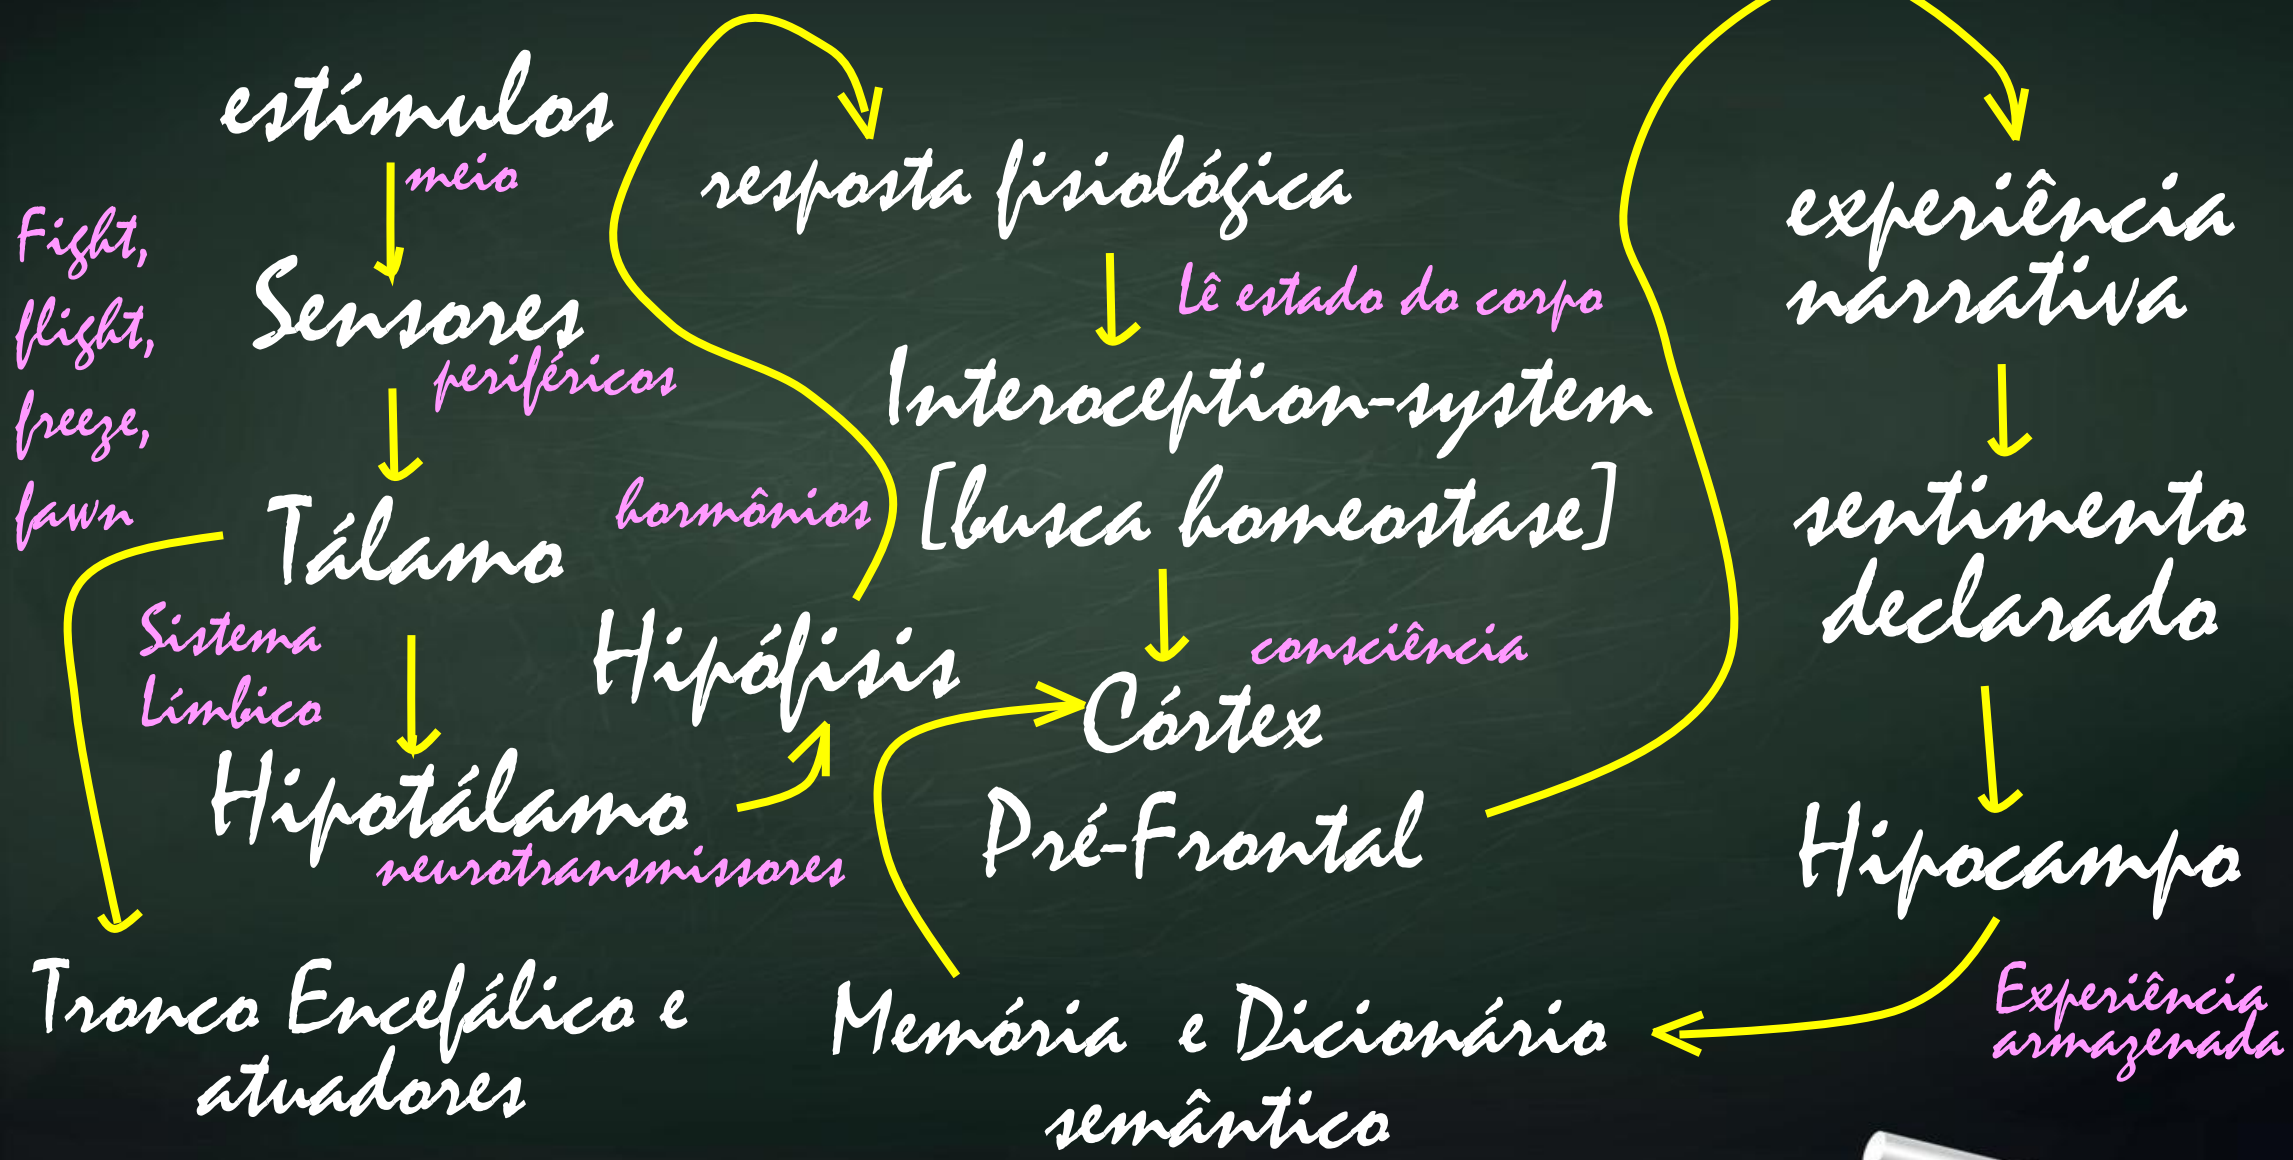 estímulos
meio
Fight,
flight,
freeze,
fawn
Sensores
periféricos
Tálamo
Sistema
Límbico
Hipotálamo
neurotransmissores
Tronco Encefálico e
atuadores
hormônios
Hipófisis
resposta fisiológica
Lê estado do corpo
Interoception-system
[busca homeostase]
consciência
Córtex
Pré-Frontal
Memória e Dicionário
semântico
experiência
narrativa
sentimento
declarado
Hipocampo
Experiência
armazenada